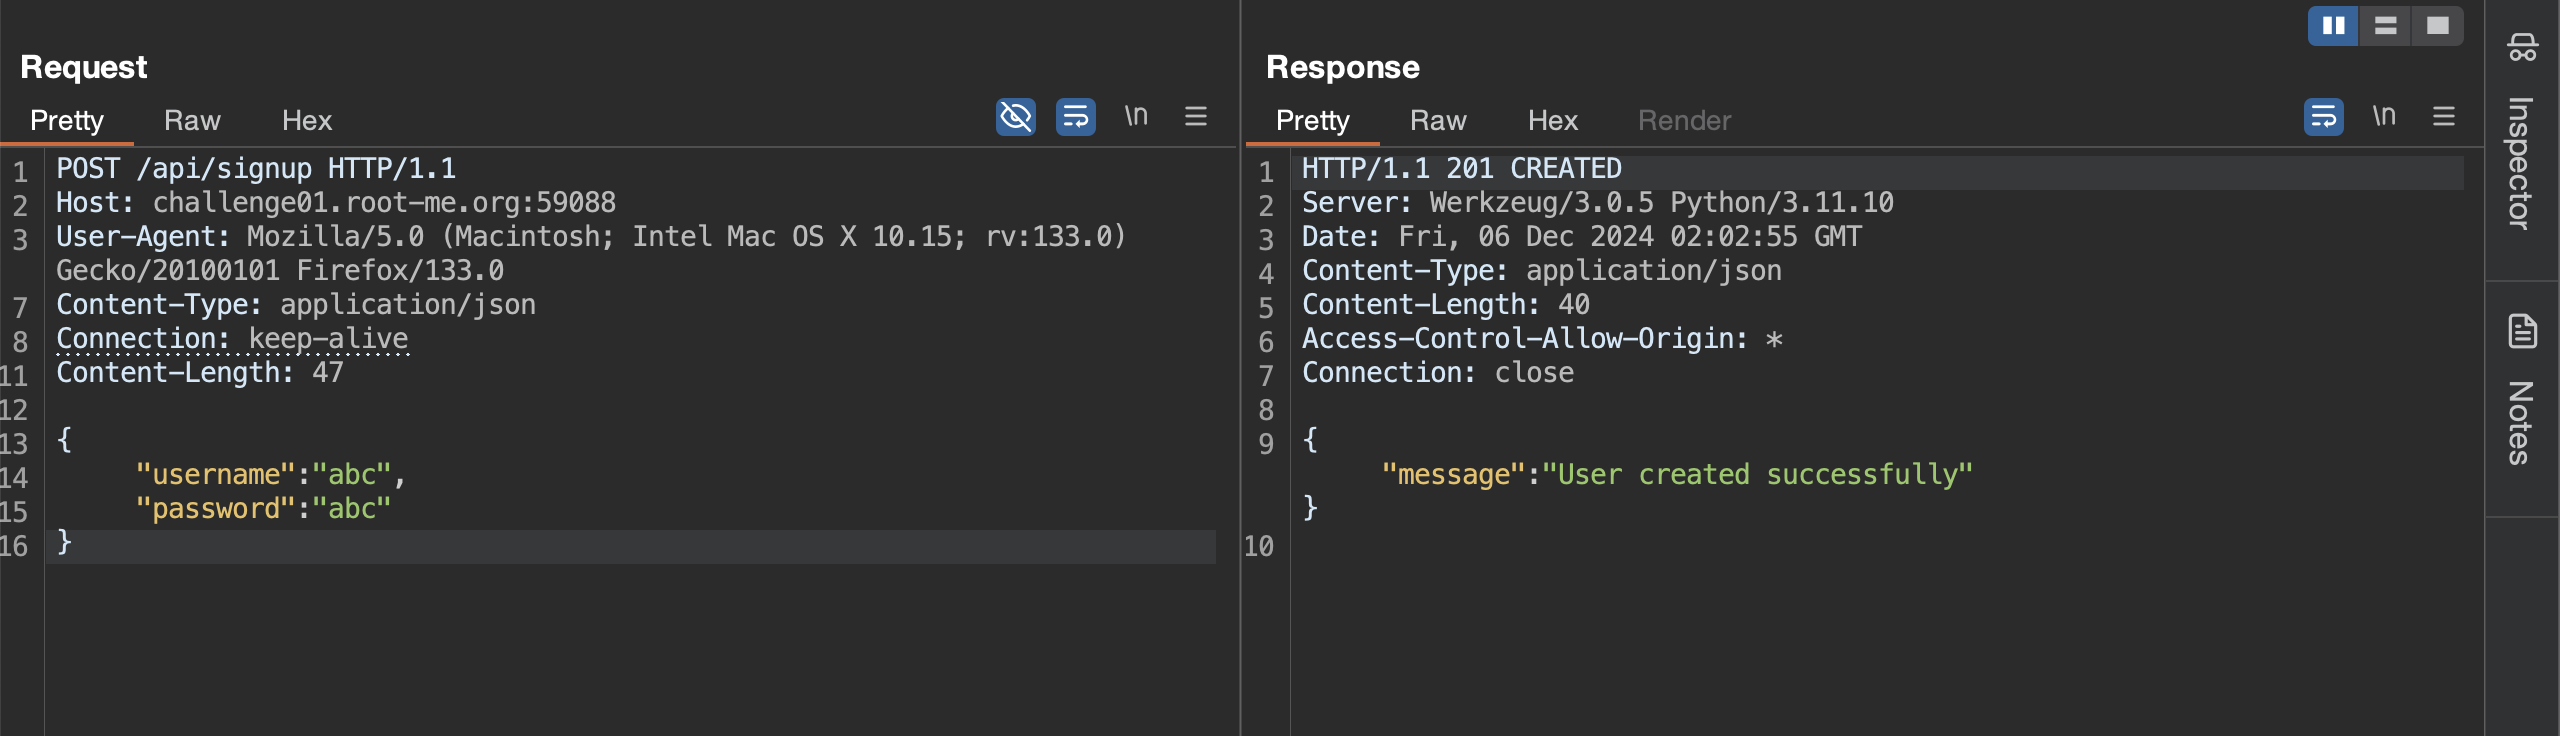 Request
Pretty Raw Hex \n
1 POST /api/signup HTTP/1.1
2 Host: challenge01.root-me.org:59088
3 User-Agent: Mozilla/5.0 (Macintosh; Intel Mac OS X 10.15; rv:133.0)
Gecko/20100101 Firefox/133.0
7 Content-Type: application/json
8 Connection: keep-alive
11 Content-Length: 47
12
13 {
14 "username":"abc",
15 "password":"abc"
16 }
Response
Pretty Raw Hex Render \n
1 HTTP/1.1 201 CREATED
2 Server: Werkzeug/3.0.5 Python/3.11.10
3 Date: Fri, 06 Dec 2024 02:02:55 GMT
4 Content-Type: application/json
5 Content-Length: 40
6 Access-Control-Allow-Origin: *
7 Connection: close
8
9 {
"message":"User created successfully"
}
10
Inspector
Notes